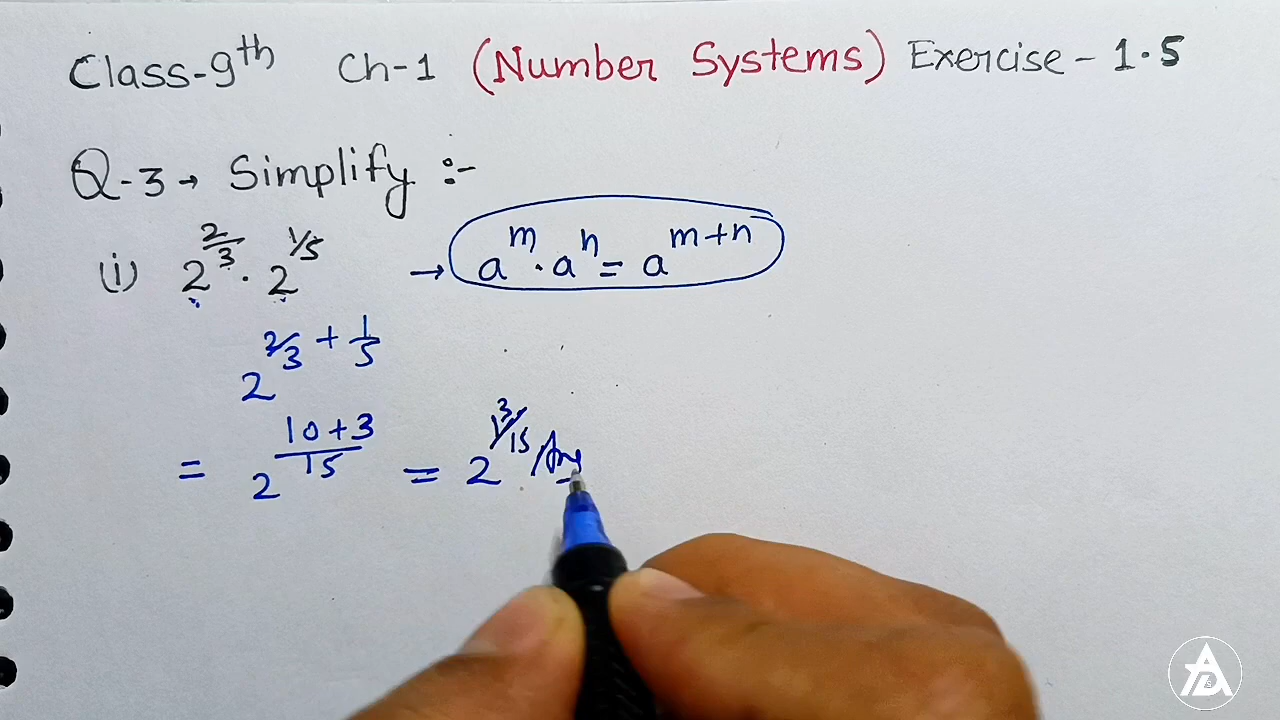 Class-9th Ch-1 (Number Systems) Exercise - 1.5
Q-3→ Simplify :-
(i) 2^2/3 · 2^1/5 → a^m · a^n = a^m+n
2^2/3 + 1/5
= 2^10+3/15 = 2^13/15 Ans